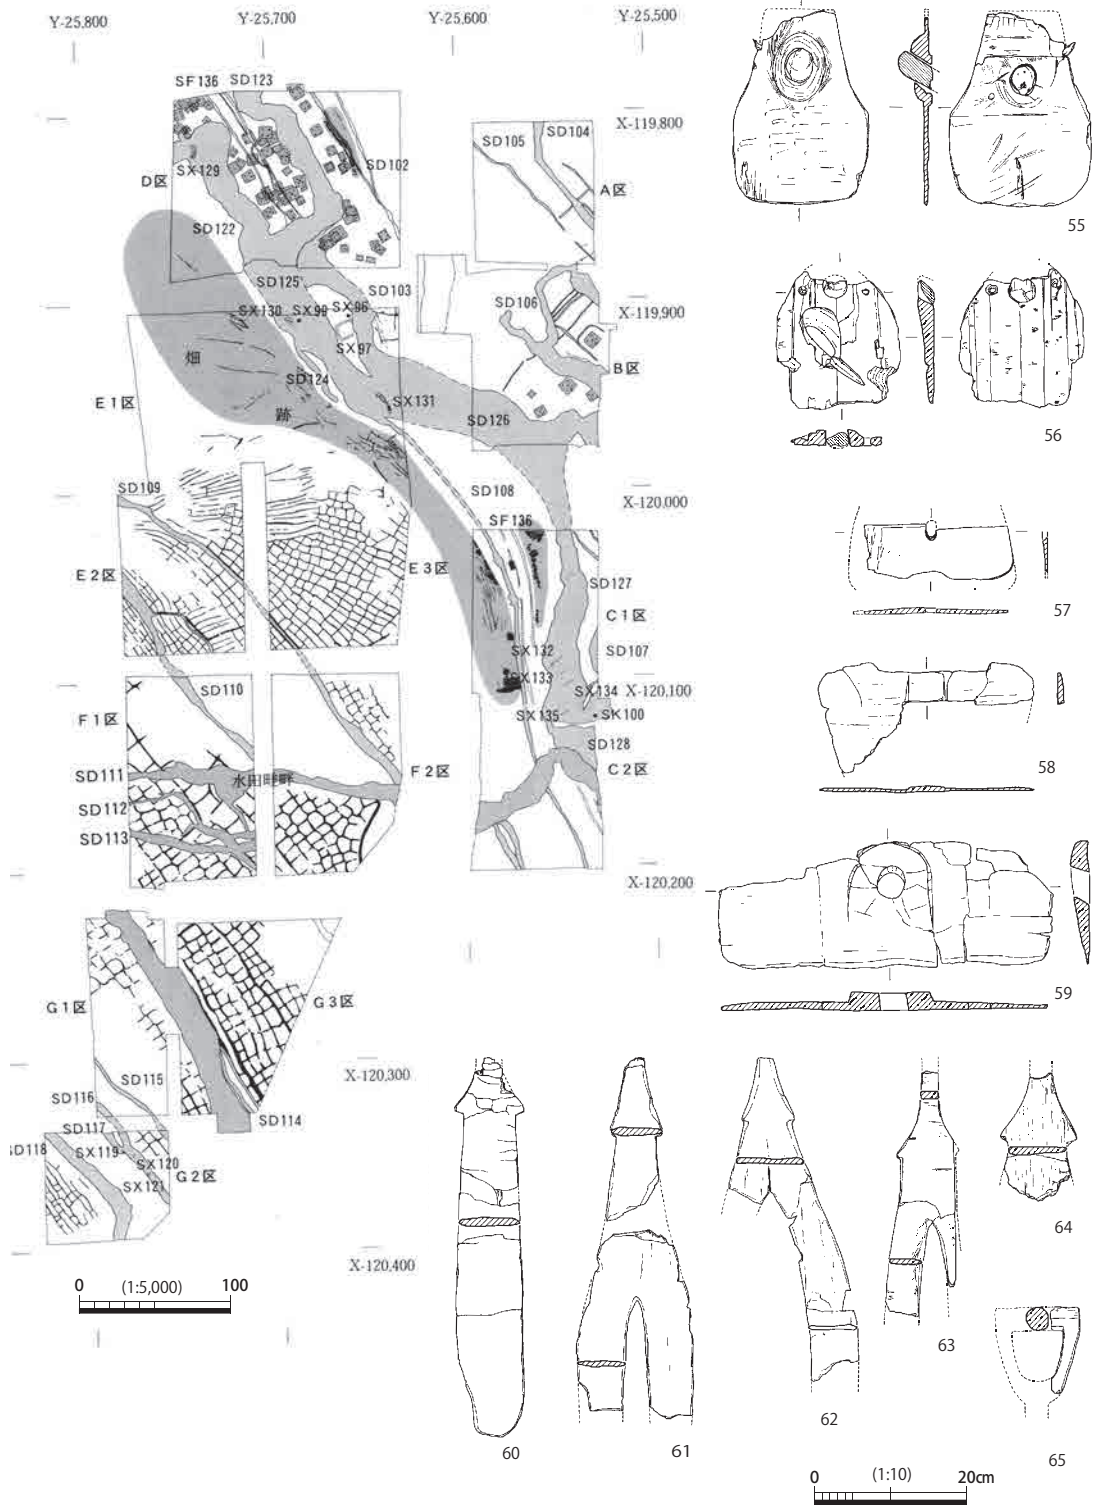 Y-25,800
Y-25,700
Y-25,600
Y-25,500
SF136
SD123
X-119,800
SD104
SD105
SD102
SX129
D区
A区
SD122
55
SD125
SD103
SD106
SX130
SX99
SX96
X-119,900
SX97
畑
B区
SD124
E1区
SX131
跡
SD126
56
SD109
SD108
X-120,000
SF136
E2区
E3区
SD127
57
C1区
SX132
SD107
SX133
SX134
X-120,100
SD110
F1区
SX135
SK100
SD128
SD111
水田畦畔
F2区
C2区
58
SD112
SD113
X-120,200
59
G1区
G3区
SD115
X-120,300
SD116
SD114
SD117
SD118
SX119
SX120
G2区
SX121
64
X-120,400
0
(1:5,000)
100
63
62
60
61
65
0
(1:10)
20cm